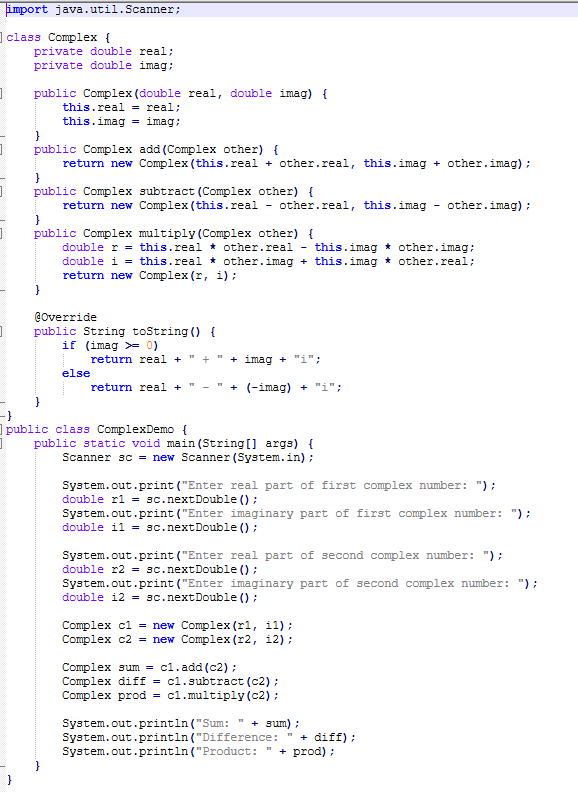 import java.util.Scanner;
class Complex {
    private double real;
    private double imag;
    public Complex(double real, double imag) {
        this.real = real;
        this.imag = imag;
    }
    public Complex add(Complex other) {
        return new Complex(this.real + other.real, this.imag + other.imag);
    }
    public Complex subtract(Complex other) {
        return new Complex(this.real - other.real, this.imag - other.imag);
    }
    public Complex multiply(Complex other) {
        double r = this.real * other.real - this.imag * other.imag;
        double i = this.real * other.imag + this.imag * other.real;
        return new Complex(r, i);
    }
    @Override
    public String toString() {
        if (imag >= 0)
            return real + " + " + imag + "i";
        else
            return real + " - " + (-imag) + "i";
    }
}
public class ComplexDemo {
    public static void main(String[] args) {
        Scanner sc = new Scanner(System.in);
        System.out.print("Enter real part of first complex number: ");
        double r1 = sc.nextDouble();
        System.out.print("Enter imaginary part of first complex number: ");
        double i1 = sc.nextDouble();
        System.out.print("Enter real part of second complex number: ");
        double r2 = sc.nextDouble();
        System.out.print("Enter imaginary part of second complex number: ");
        double i2 = sc.nextDouble();
        Complex c1 = new Complex(r1, i1);
        Complex c2 = new Complex(r2, i2);
        Complex sum = c1.add(c2);
        Complex diff = c1.subtract(c2);
        Complex prod = c1.multiply(c2);
        System.out.println("Sum: " + sum);
        System.out.println("Difference: " + diff);
        System.out.println("Product: " + prod);
    }
}